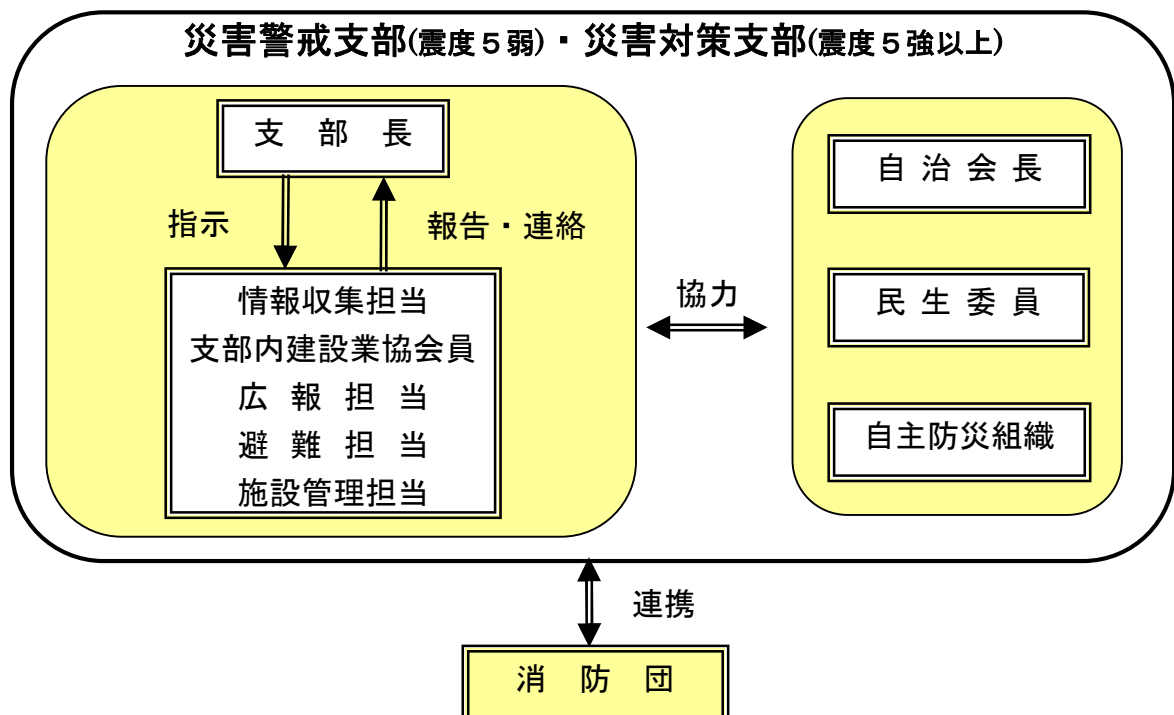 災害警戒支部(震度５弱)・災害対策支部(震度５強以上)
支 部 長
指示
報告・連絡
情報収集担当
支部内建設業協会員
広 報 担 当
避 難 担 当
施設管理担当
協力
自 治 会 長
民 生 委 員
自主防災組織
連携
消 防 団